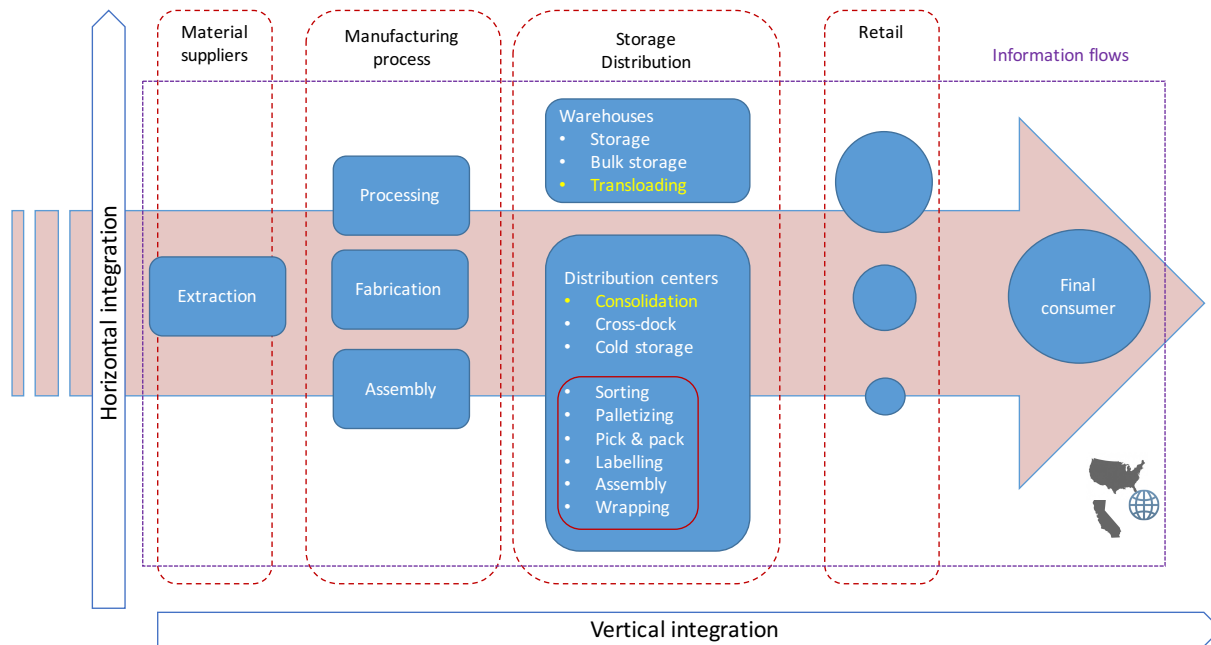 Material
suppliers
Manufacturing
process
Storage
Distribution
Retail
Information flows
Horizontal integration
Extraction
Processing
Fabrication
Assembly
Warehouses
• Storage
• Bulk storage
• Transloading
Distribution centers
• Consolidation
• Cross-dock
• Cold storage
• Sorting
• Palletizing
• Pick & pack
• Labelling
• Assembly
• Wrapping
Final
consumer
Vertical integration